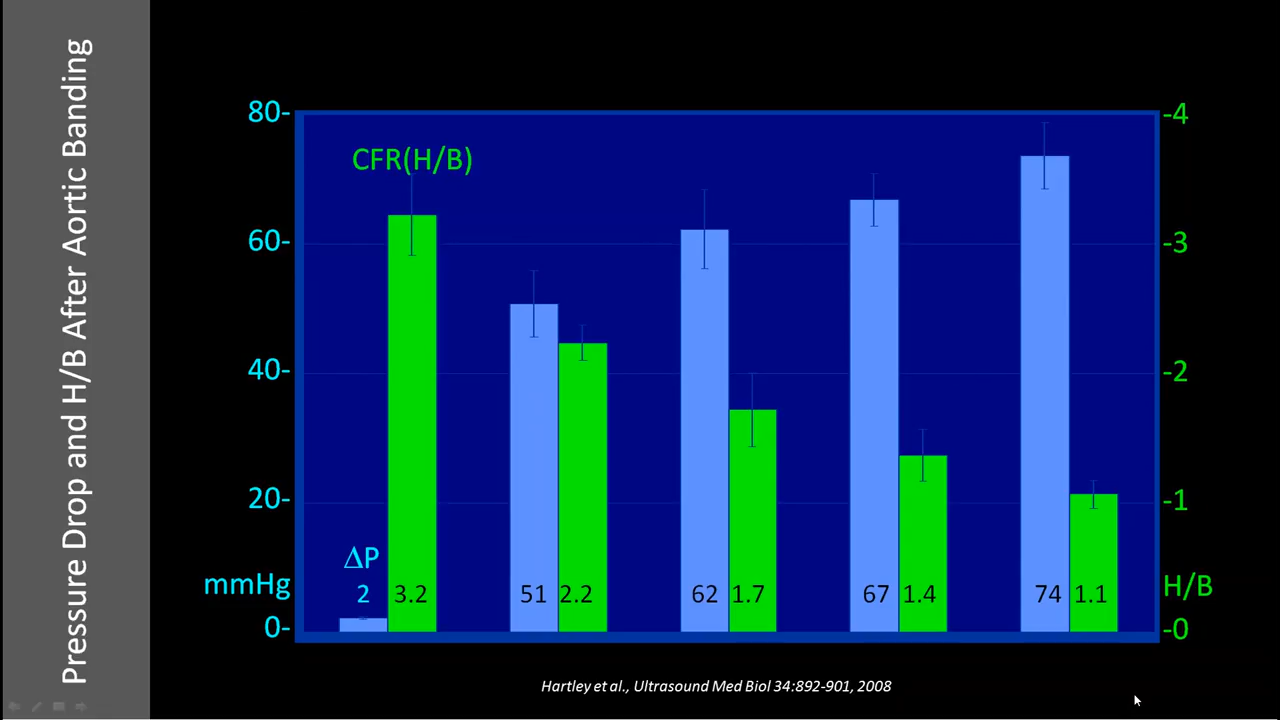 Pressure Drop and H/B After Aortic Banding
80-
60-
40-
20-
mmHg
0-
CFR(H/B)
ΔP
2 3.2 51 2.2 62 1.7 67 1.4 74 1.1
-4
-3
-2
-1
H/B
-0
Hartley et al., Ultrasound Med Biol 34:892-901, 2008